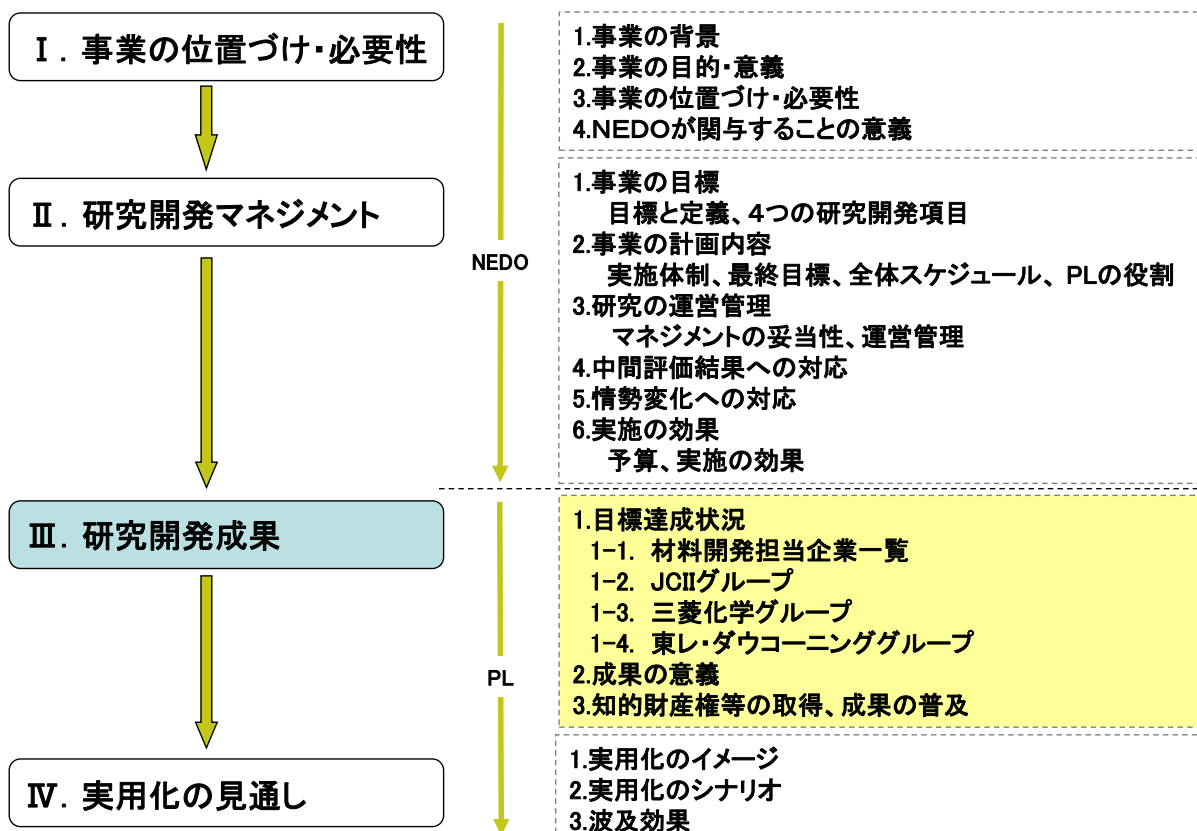 Ⅰ．事業の位置づけ・必要性
1.事業の背景
2.事業の目的・意義
3.事業の位置づけ・必要性
4.NEDOが関与することの意義
Ⅱ．研究開発マネジメント
1.事業の目標
目標と定義、４つの研究開発項目
2.事業の計画内容
実施体制、最終目標、全体スケジュール、PLの役割
3.研究の運営管理
マネジメントの妥当性、運営管理
4.中間評価結果への対応
5.情勢変化への対応
6.実施の効果
予算、実施の効果
NEDO
Ⅲ．研究開発成果
1.目標達成状況
1-1. 材料開発担当企業一覧
1-2. JCIIグループ
1-3. 三菱化学グループ
1-4. 東レ・ダウコーニンググループ
2.成果の意義
3.知的財産権等の取得、成果の普及
PL
Ⅳ．実用化の見通し
1.実用化のイメージ
2.実用化のシナリオ
3.波及効果